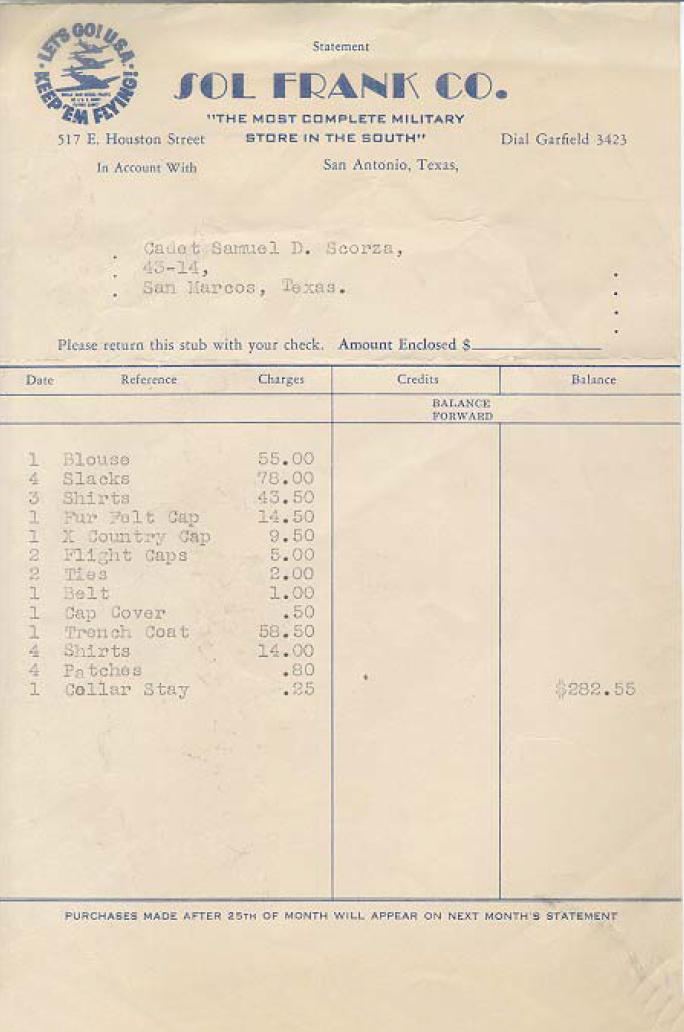 LET'S GO! U.S.A.
KEEP 'EM FLYING!
Statement
SOL FRANK CO.
"THE MOST COMPLETE MILITARY
STORE IN THE SOUTH"
517 E. Houston Street
Dial Garfield 3423
In Account With
San Antonio, Texas,
Cadet Samuel D. Scorza,
43-14,
San Marcos, Texas.
Please return this stub with your check. Amount Enclosed $
Date Reference Charges Credits Balance
BALANCE
FORWARD
1 Blouse 55.00
4 Slacks 78.00
3 Shirts 43.50
1 Fur Felt Cap 14.50
1 X Country Cap 9.50
2 Flight Caps 5.00
2 Ties 2.00
1 Belt 1.00
1 Cap Cover .50
1 Trench Coat 58.50
4 Shirts 14.00
4 Patches .80
1 Collar Stay .25 $282.55
PURCHASES MADE AFTER 25TH OF MONTH WILL APPEAR ON NEXT MONTH'S STATEMENT